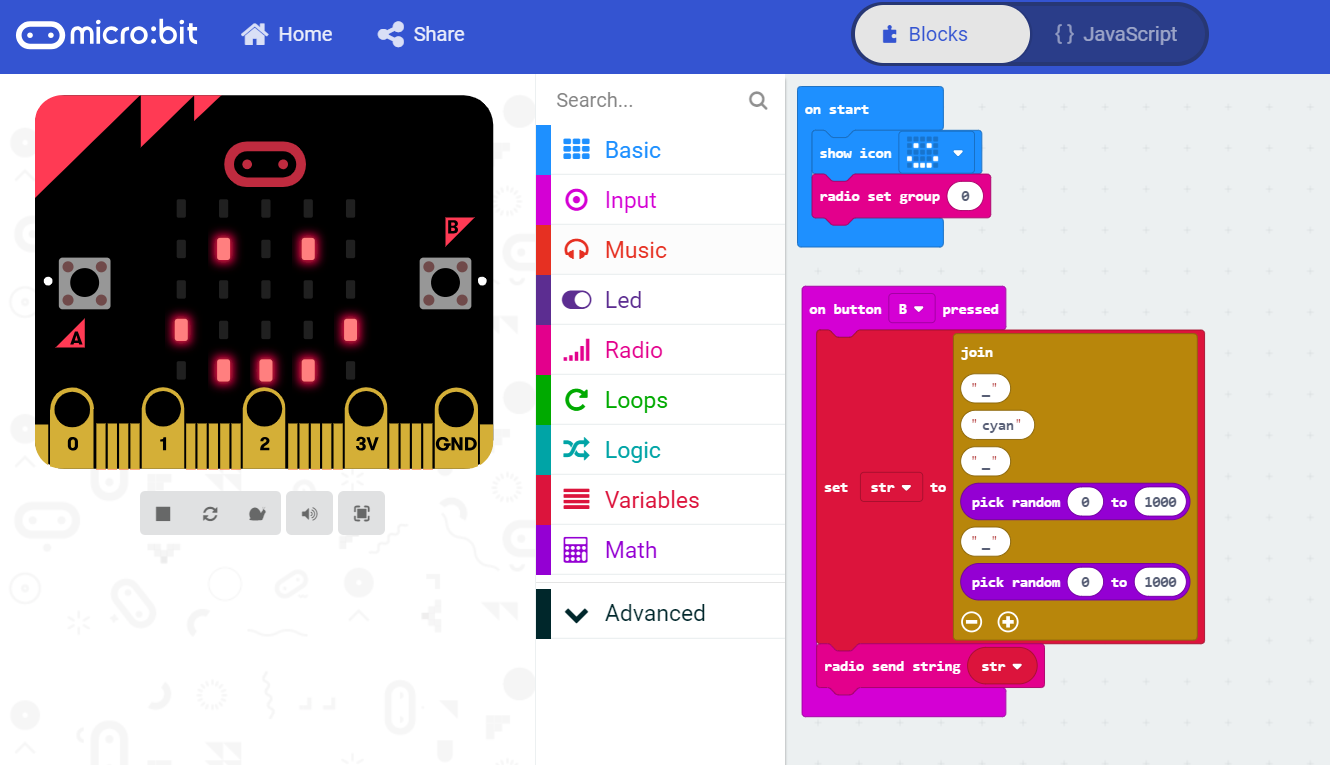 micro:bit Home Share Blocks { } JavaScript
Search...
Basic
Input
Music
Led
Radio
Loops
Logic
Variables
Math
Advanced
A
B
0 1 2 3V GND
on start
show icon
radio set group 0
on button B pressed
set str to
join
"_"
"cyan"
"_"
pick random 0 to 1000
"_"
pick random 0 to 1000
radio send string str